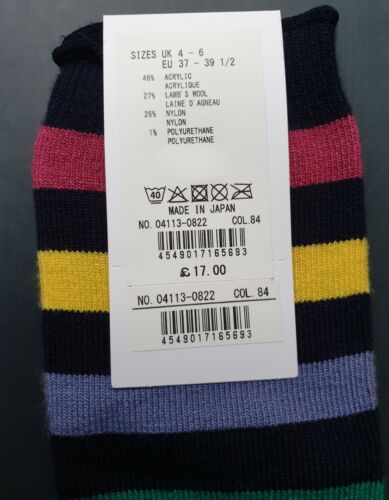 SIZES UK 4 - 6
EU 37 - 39 1/2
46% ACRYLIC
ACRYLIQUE
27% LAMB'S WOOL
LAINE D'AGNEAU
26% NYLON
NYLON
1% POLYURETHANE
POLYURETHANE
40
MADE IN JAPAN
NO. 04113-0822 COL. 84
4549017165693
£ 17.00
NO. 04113-0822 COL. 84
4549017165693